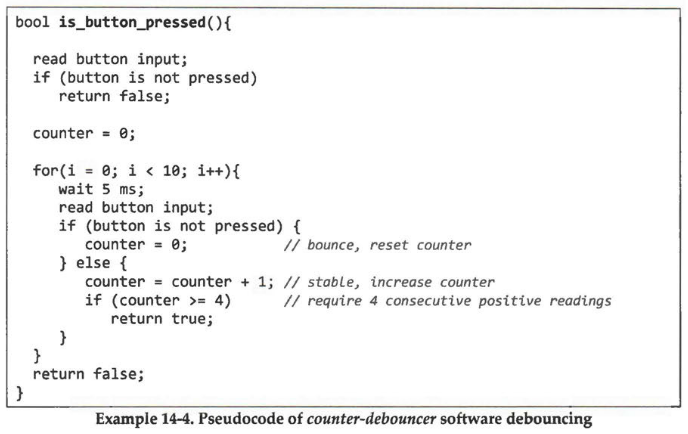 bool is_button_pressed(){
read button input;
if (button is not pressed)
return false;
counter = 0;
for(i = 0; i < 10; i++){
wait 5 ms;
read button input;
if (button is not pressed) {
counter = 0; // bounce, reset counter
} else {
counter = counter + 1; // stable, increase counter
if (counter >= 4) // require 4 consecutive positive readings
return true;
}
}
return false;
}
Example 14-4. Pseudocode of counter-debouncer software debouncing